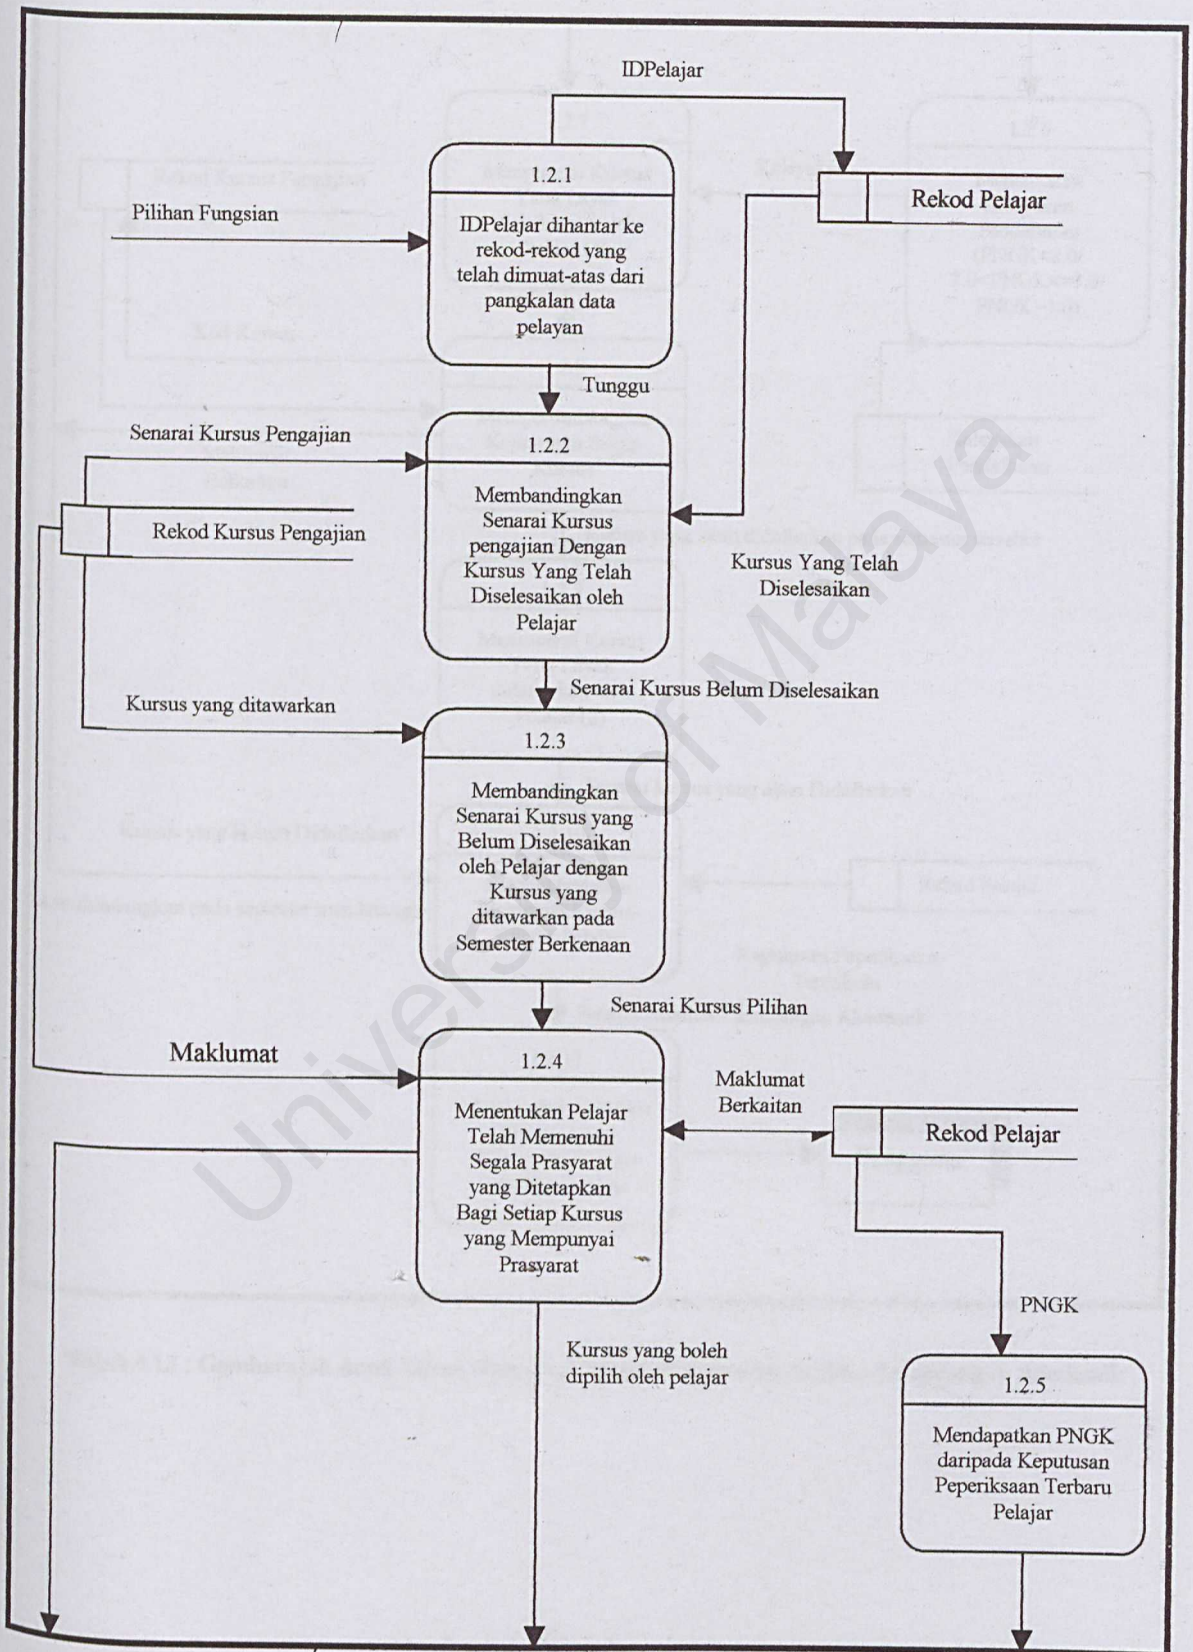 IDPelajar
1.2.1
Rekod Pelajar
Pilihan Fungsian
IDPelajar dihantar ke
rekod-rekod yang
telah dimuat-atas dari
pangkalan data
pelayan
Tunggu
Senarai Kursus Pengajian
1.2.2
Rekod Kursus Pengajian
Membandingkan
Senarai Kursus
pengajian Dengan
Kursus Yang Telah
Diselesaikan oleh
Pelajar
Kursus Yang Telah
Diselesaikan
Senarai Kursus Belum Diselesaikan
Kursus yang ditawarkan
1.2.3
Membandingkan
Senarai Kursus yang
Belum Diselesaikan
oleh Pelajar dengan
Kursus yang
ditawarkan pada
Semester Berkenaan
Senarai Kursus Pilihan
Maklumat
1.2.4
Maklumat
Berkaitan
Rekod Pelajar
Menentukan Pelajar
Telah Memenuhi
Segala Prasyarat
yang Ditetapkan
Bagi Setiap Kursus
yang Mempunyai
Prasyarat
PNGK
Kursus yang boleh
dipilih oleh pelajar
1.2.5
Mendapatkan PNGK
daripada Keputusan
Peperiksaan Terbaru
Pelajar
University of Malaya